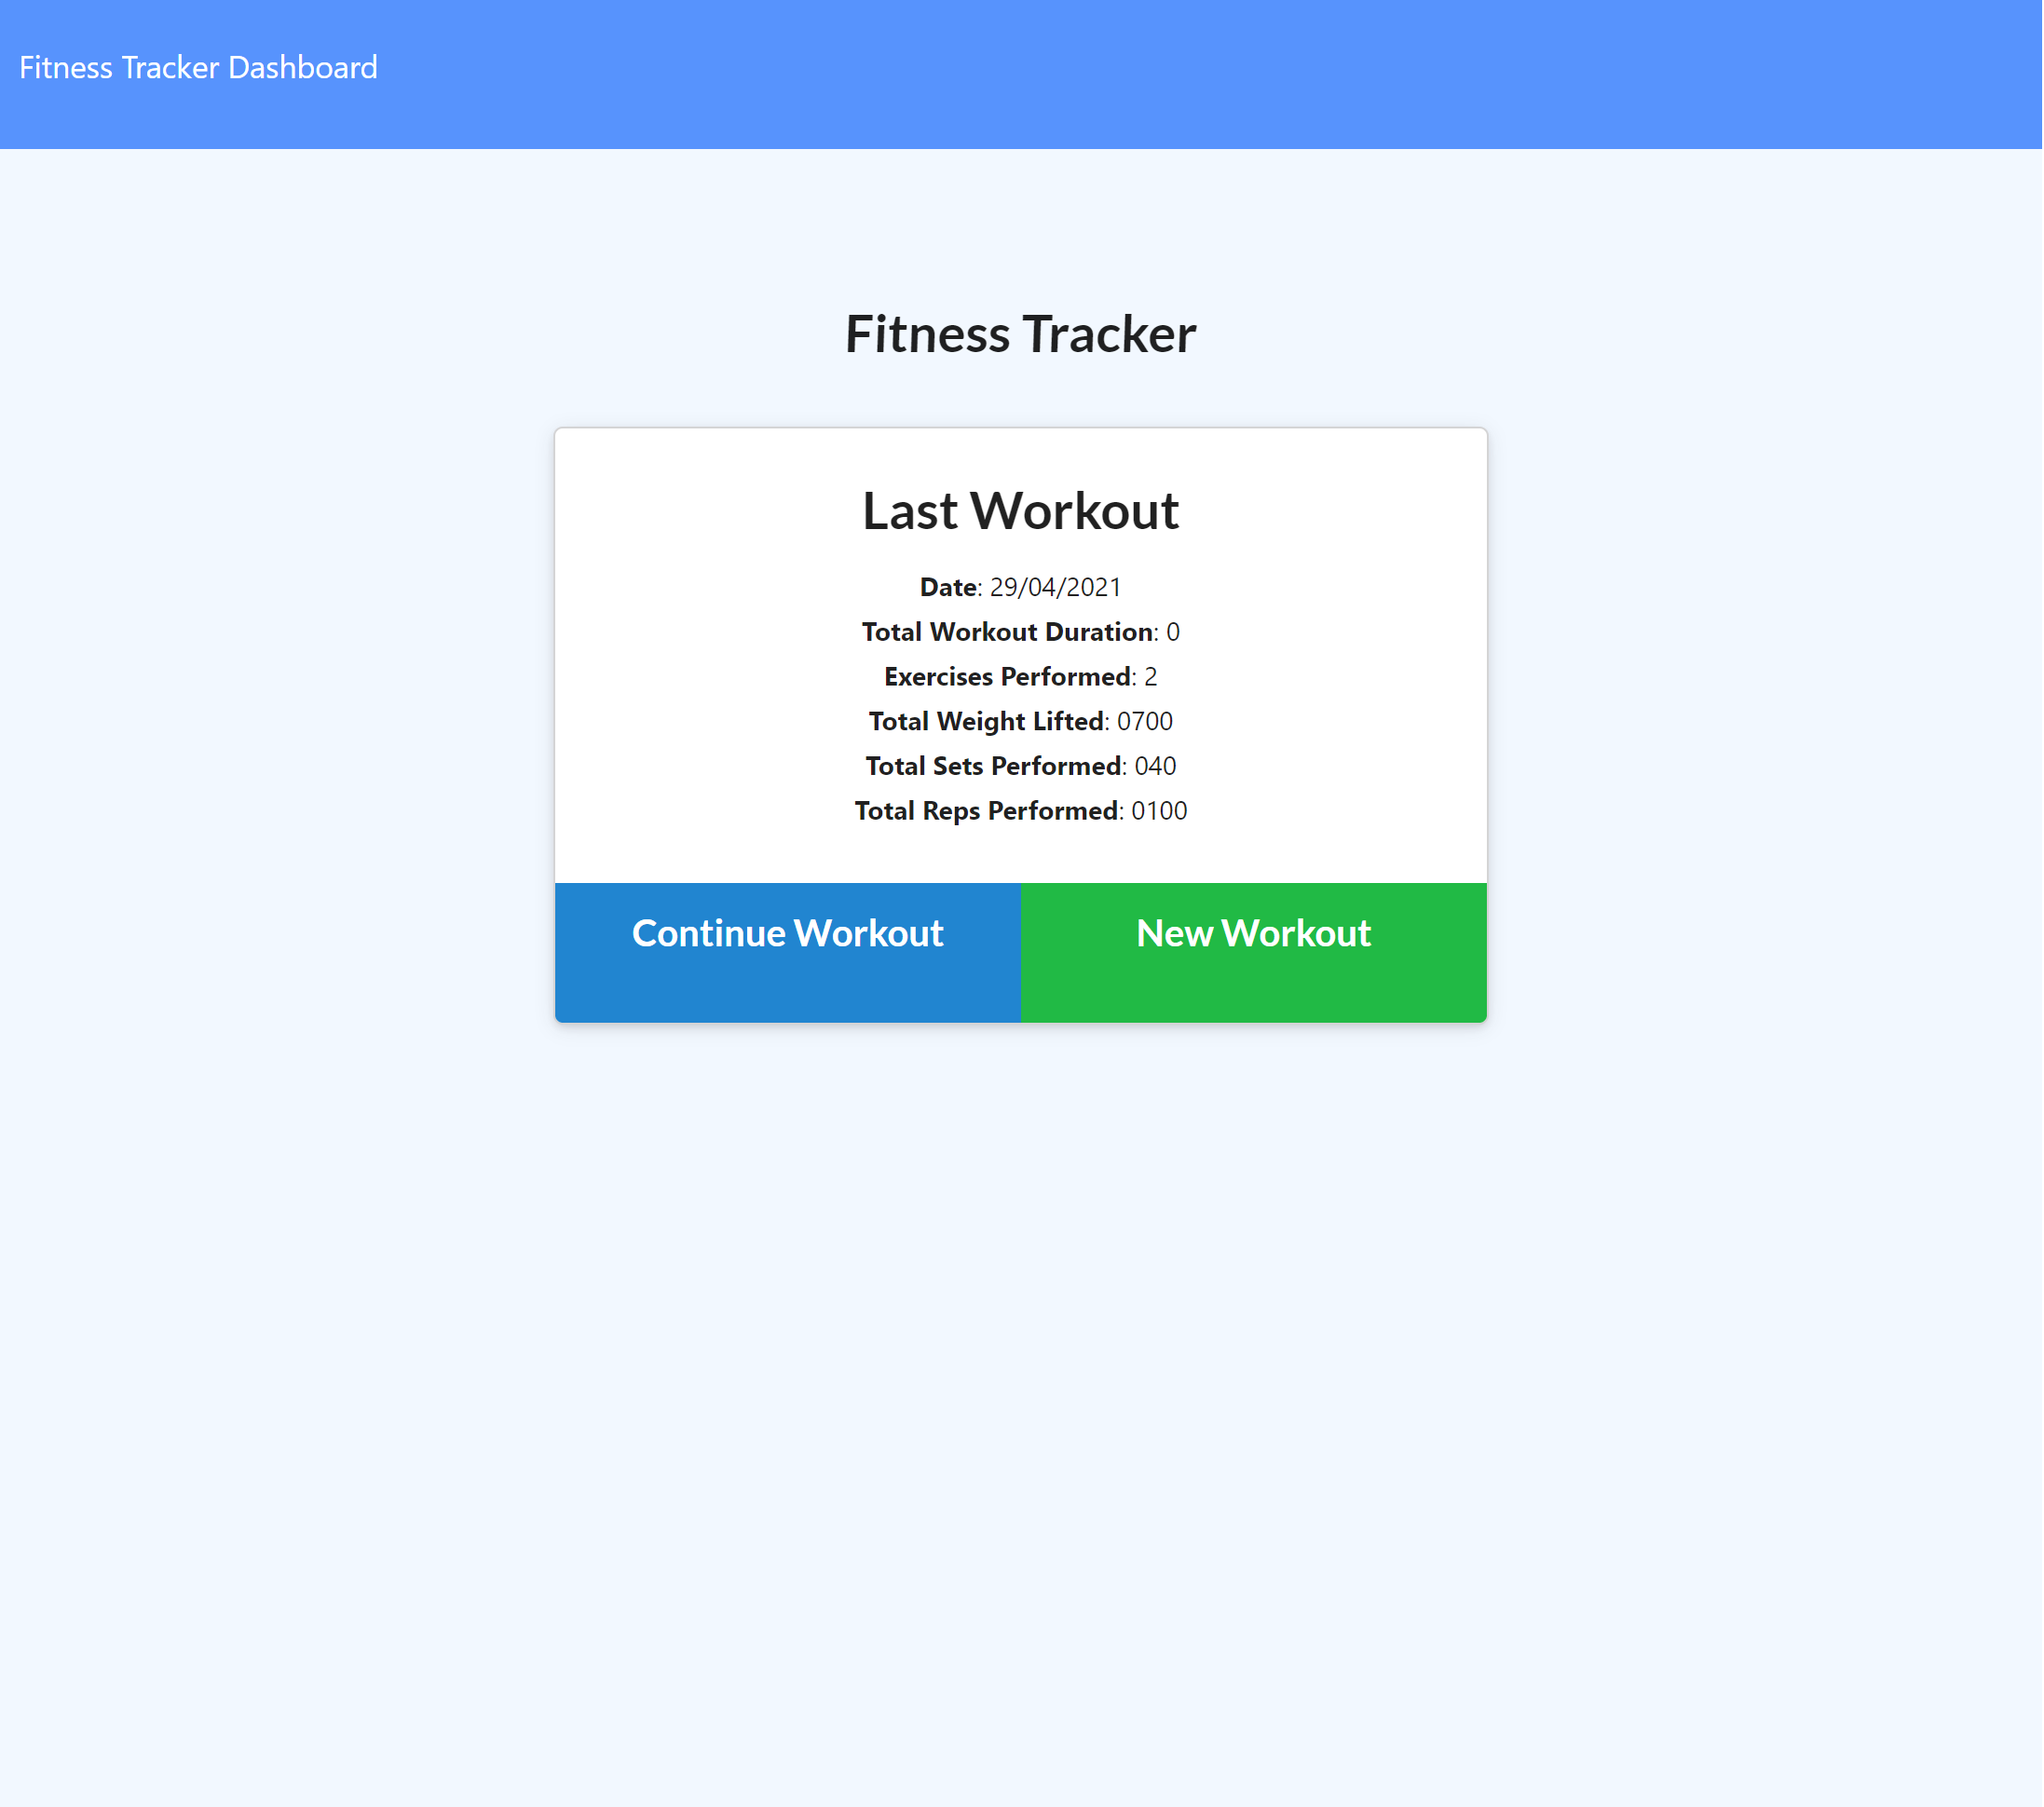 Fitness Tracker Dashboard
Fitness Tracker
Last Workout
Date: 29/04/2021
Total Workout Duration: 0
Exercises Performed: 2
Total Weight Lifted: 0700
Total Sets Performed: 040
Total Reps Performed: 0100
Continue Workout New Workout